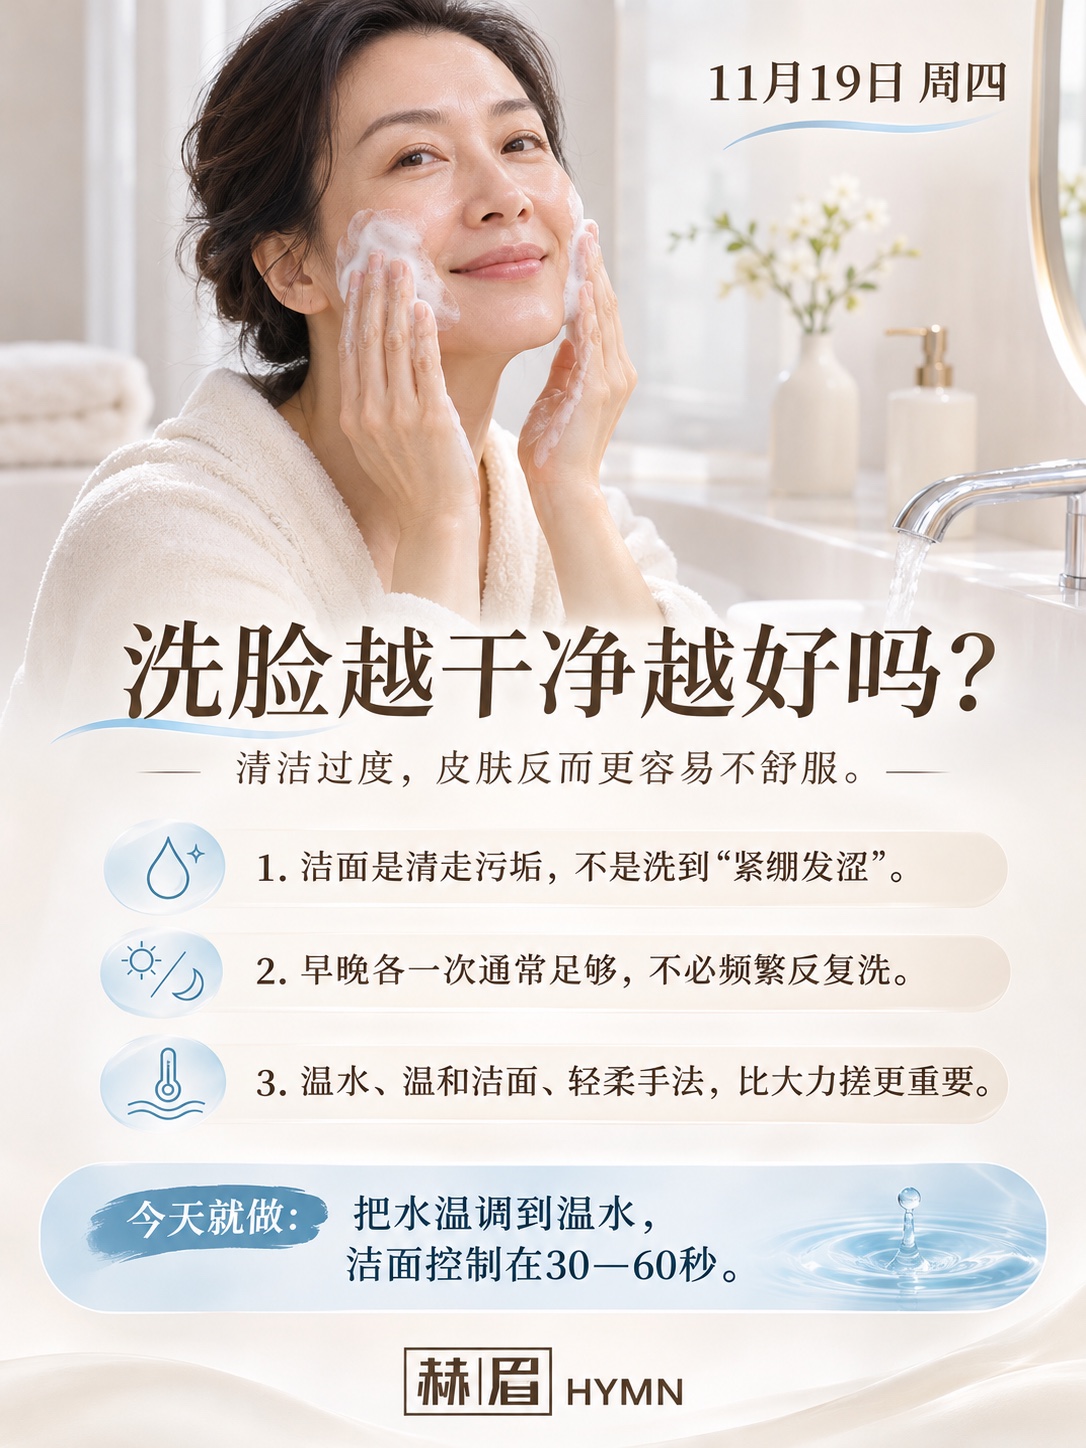 11月19日 周四
洗脸越干净越好吗？
清洁过度，皮肤反而更容易不舒服。
1. 洁面是清走污垢，不是洗到“紧绷发涩”。
2. 早晚各一次通常足够，不必频繁反复洗。
3. 温水、温和洁面、轻柔手法，比大力搓更重要。
今天就做：
把水温调到温水，
洁面控制在30—60秒。
赫眉 HYMN